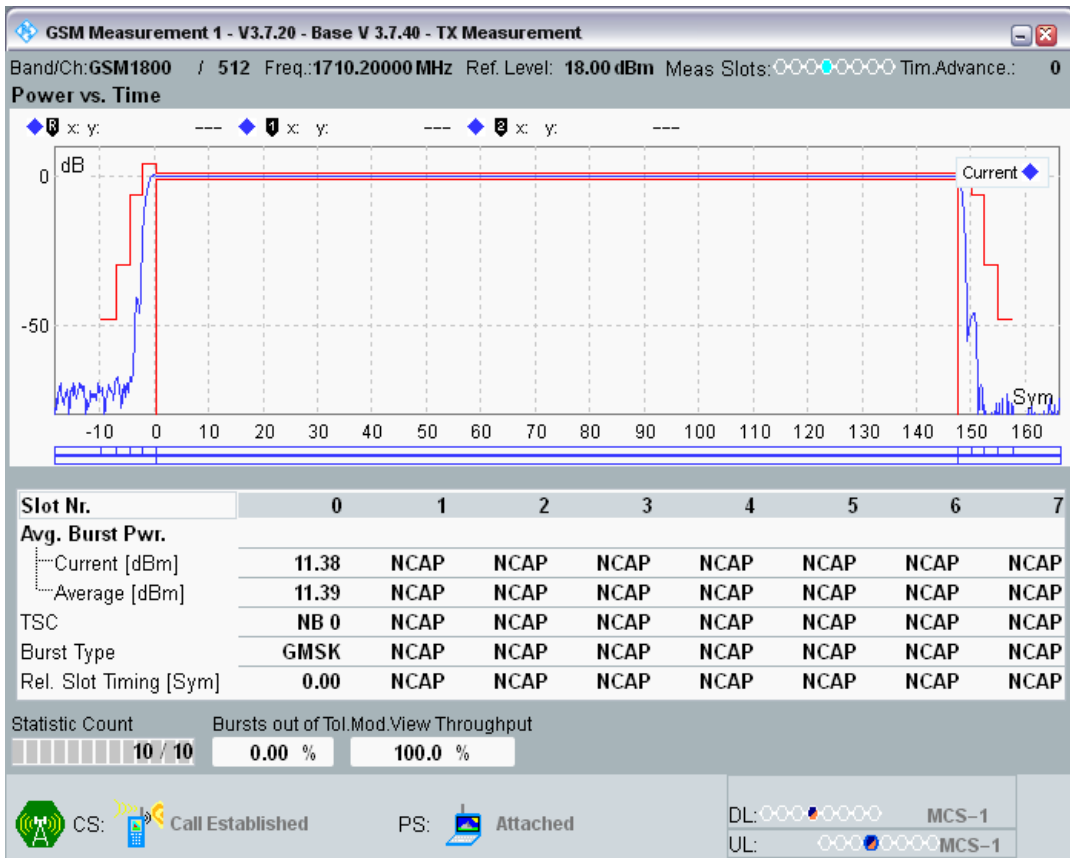 GSM Measurement 1 - V3.7.20 - Base V 3.7.40 - TX Measurement
Band/Ch:GSM1800 / 512 Freq.:1710.20000 MHz Ref. Level: 18.00 dBm Meas Slots: Tim.Advance.: 0
Power vs. Time
R x: y: --- 1 x: y: --- 2 x: y: ---
dB
Current
0
-50
Sym
-10 0 10 20 30 40 50 60 70 80 90 100 110 120 130 140 150 160
Slot Nr. 0 1 2 3 4 5 6 7
Avg. Burst Pwr.
Current [dBm] 11.38 NCAP NCAP NCAP NCAP NCAP NCAP NCAP
Average [dBm] 11.39 NCAP NCAP NCAP NCAP NCAP NCAP NCAP
TSC NB 0 NCAP NCAP NCAP NCAP NCAP NCAP NCAP
Burst Type GMSK NCAP NCAP NCAP NCAP NCAP NCAP NCAP
Rel. Slot Timing [Sym] 0.00 NCAP NCAP NCAP NCAP NCAP NCAP NCAP
Statistic Count Bursts out of Tol.Mod.View Throughput
10 / 10 0.00 % 100.0 %
CS: Call Established PS: Attached
DL: MCS-1
UL: MCS-1